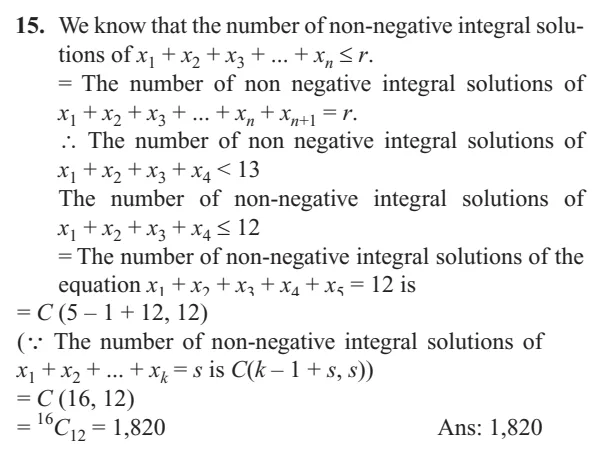 15. We know that the number of non-negative integral solu-
tions of x₁ + x₂ + x₃ + ... + xₙ ≤ r.
= The number of non negative integral solutions of
x₁ + x₂ + x₃ + ... + xₙ + xₙ₊₁ = r.
∴ The number of non negative integral solutions of
x₁ + x₂ + x₃ + x₄ < 13
The number of non-negative integral solutions of
x₁ + x₂ + x₃ + x₄ ≤ 12
= The number of non-negative integral solutions of the
equation x₁ + x₂ + x₃ + x₄ + x₅ = 12 is
= C (5 – 1 + 12, 12)
(∵ The number of non-negative integral solutions of
x₁ + x₂ + ... + xₖ = s is C(k – 1 + s, s))
= C (16, 12)
= ¹⁶C₁₂ = 1,820 Ans: 1,820